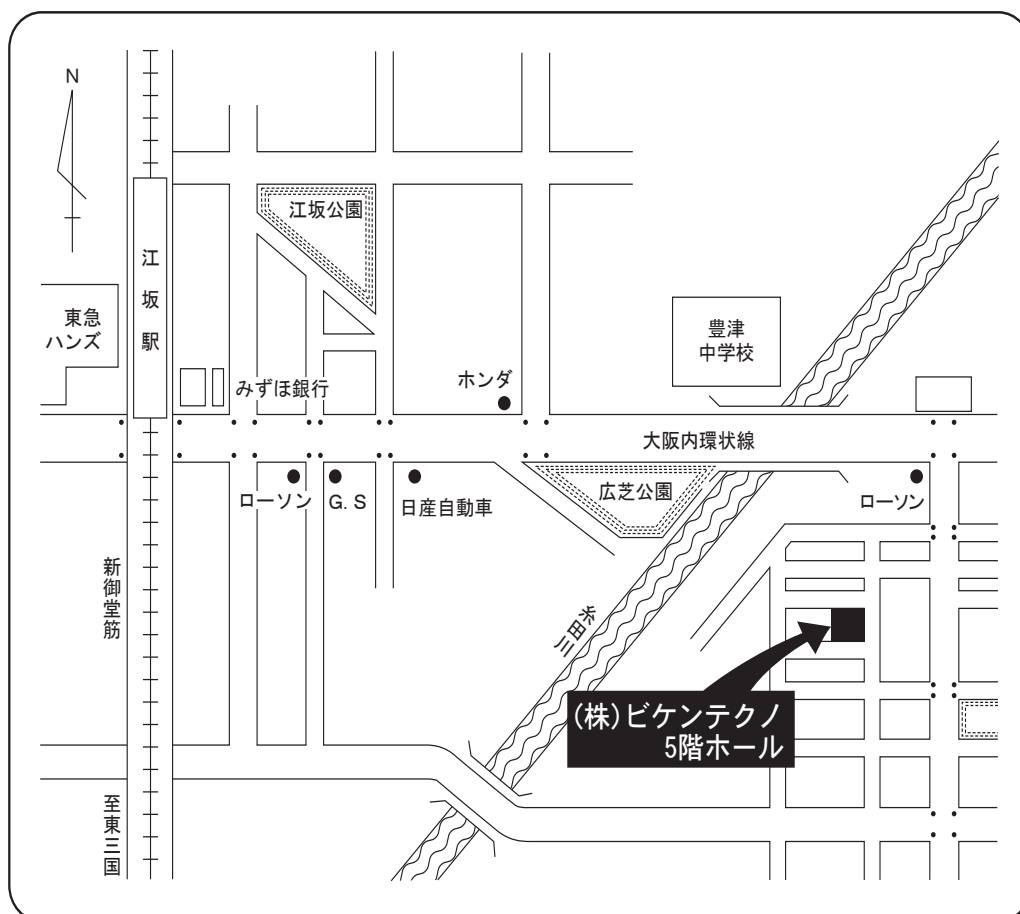 N
江坂公園
江坂駅
東急
ハンズ
豊津
中学校
みずほ銀行
ホンダ
大阪内環状線
ローソン
G. S
日産自動車
広芝公園
ローソン
新御堂筋
糸田川
(株)ビケンテクノ
5階ホール
至東三国